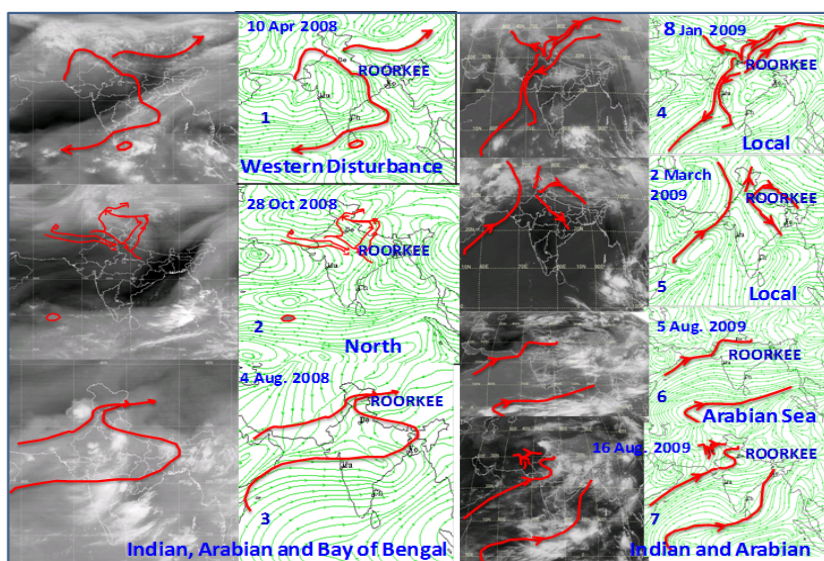 10 Apr 2008
ROORKEE
1
Western Disturbance
28 Oct 2008
ROORKEE
2
North
4 Aug. 2008
ROORKEE
3
Indian, Arabian and Bay of Bengal
8 Jan 2009
ROORKEE
4
Local
2 March
2009
ROORKEE
5
Local
5 Aug. 2009
ROORKEE
6
Arabian Sea
16 Aug. 2009
ROORKEE
7
Indian and Arabian